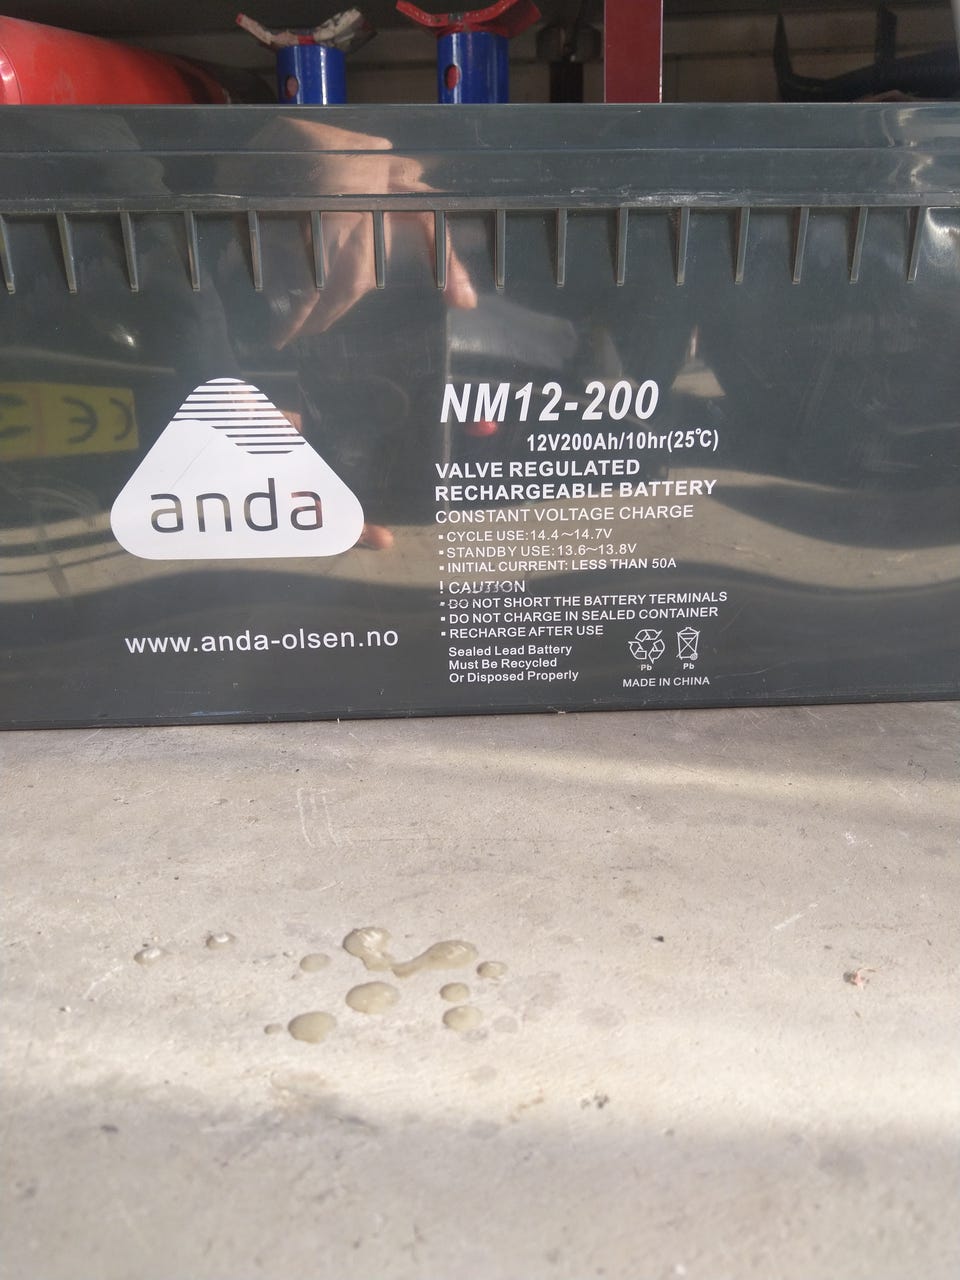 NM12-200
12V200Ah/10hr(25℃)
VALVE REGULATED
RECHARGEABLE BATTERY
CONSTANT VOLTAGE CHARGE
▪ CYCLE USE:14.4～14.7V
▪ STANDBY USE:13.6～13.8V
▪ INITIAL CURRENT: LESS THAN 50A
! CAUTION
▪ DO NOT SHORT THE BATTERY TERMINALS
▪ DO NOT CHARGE IN SEALED CONTAINER
▪ RECHARGE AFTER USE
Sealed Lead Battery
Must Be Recycled
Or Disposed Properly
Pb
Pb
MADE IN CHINA
anda
www.anda-olsen.no